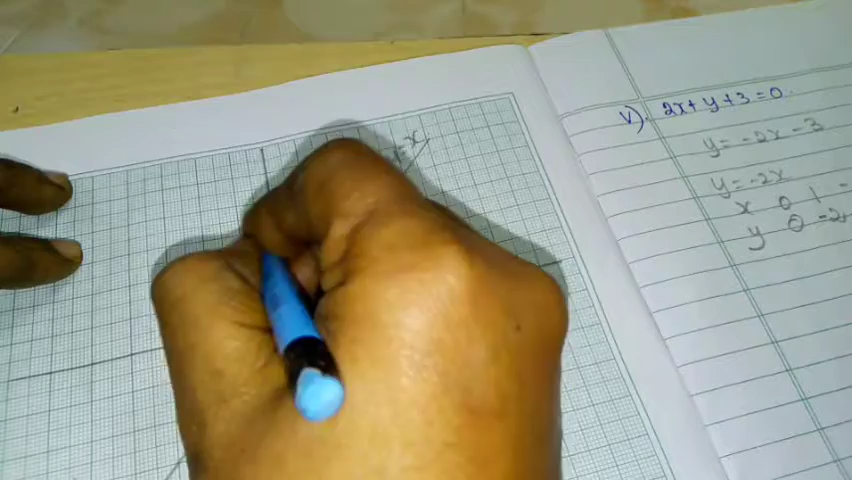 =x
V). 2x+y+3=0.
y=-2x-3
y=-2x
x 0 1 -
y 0 -2